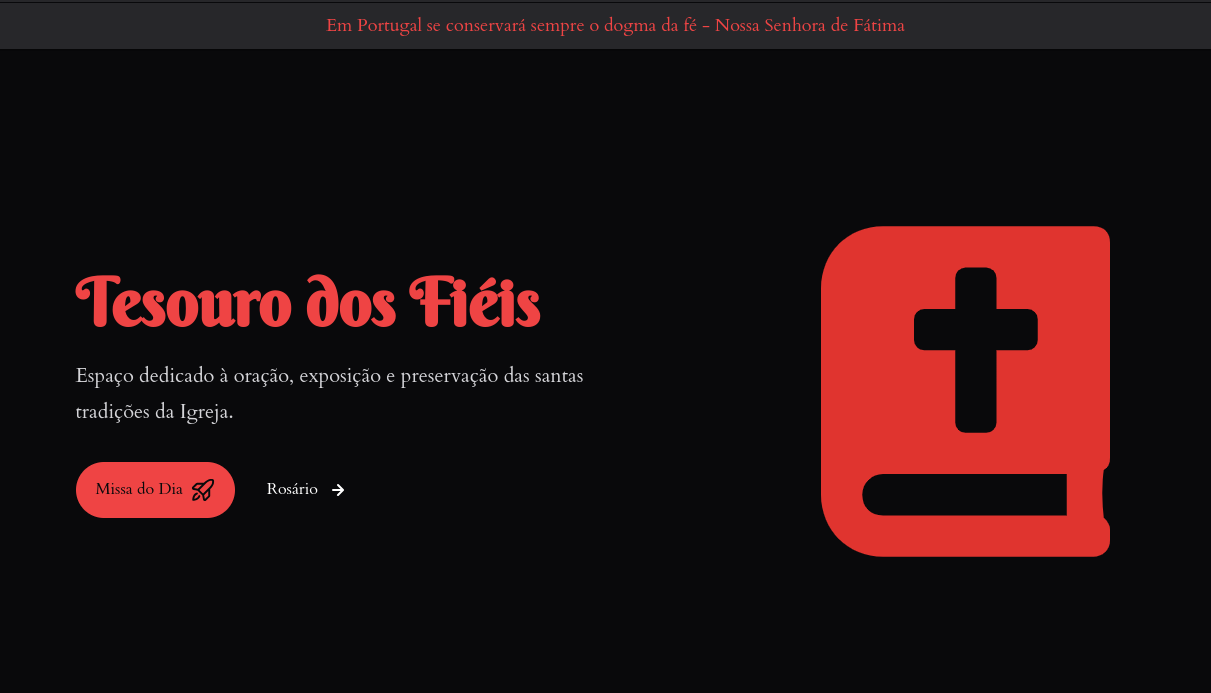 Em Portugal se conservará sempre o dogma da fé - Nossa Senhora de Fátima
Tesouro dos Fiéis
Espaço dedicado à oração, exposição e preservação das santas
tradições da Igreja.
Missa do Dia
Rosário